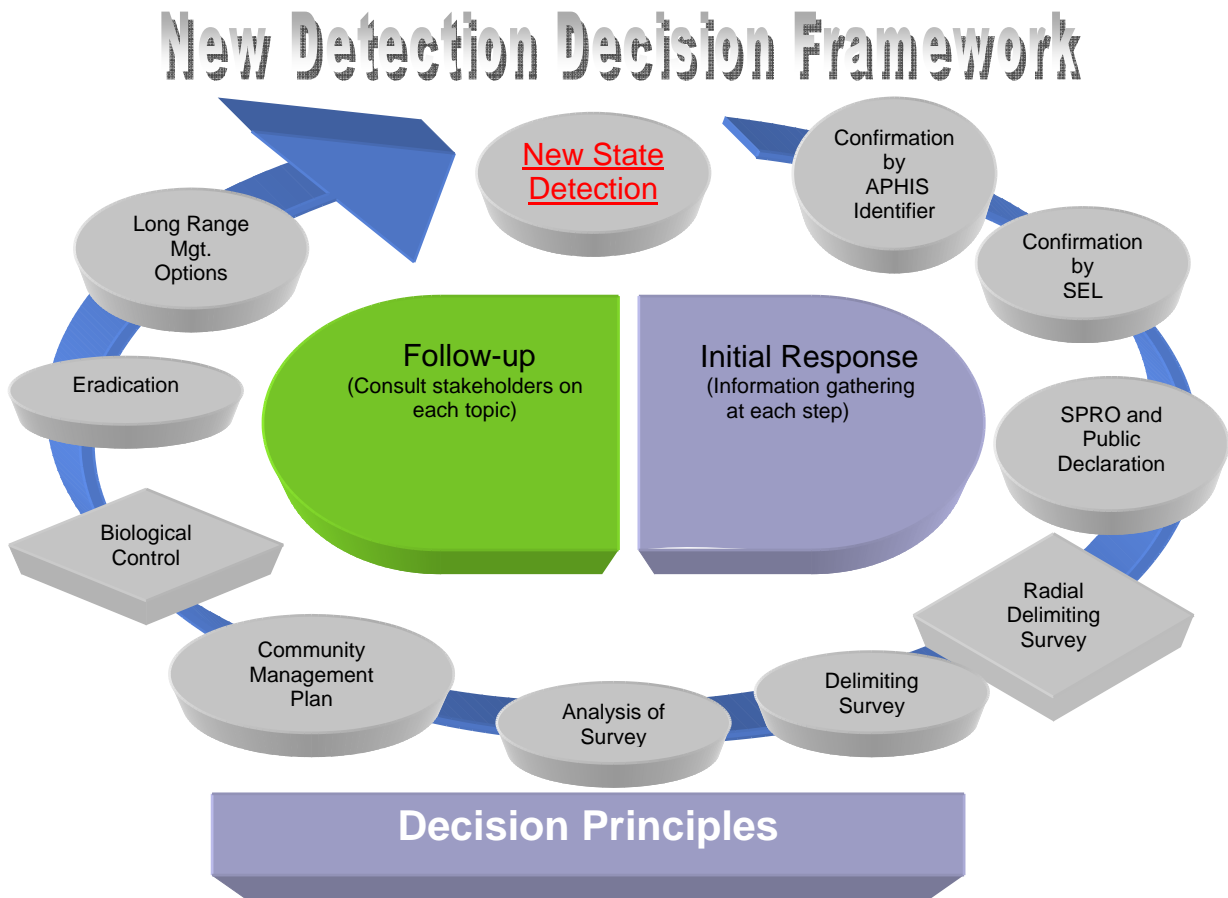 New Detection Decision Framework
New State
Detection
Confirmation
by
APHIS
Identifier
Confirmation
by
SEL
SPRO and
Public
Declaration
Radial
Delimiting
Survey
Delimiting
Survey
Analysis of
Survey
Community
Management
Plan
Biological
Control
Eradication
Long Range
Mgt.
Options
Follow-up
(Consult stakeholders on
each topic)
Initial Response
(Information gathering
at each step)
Decision Principles